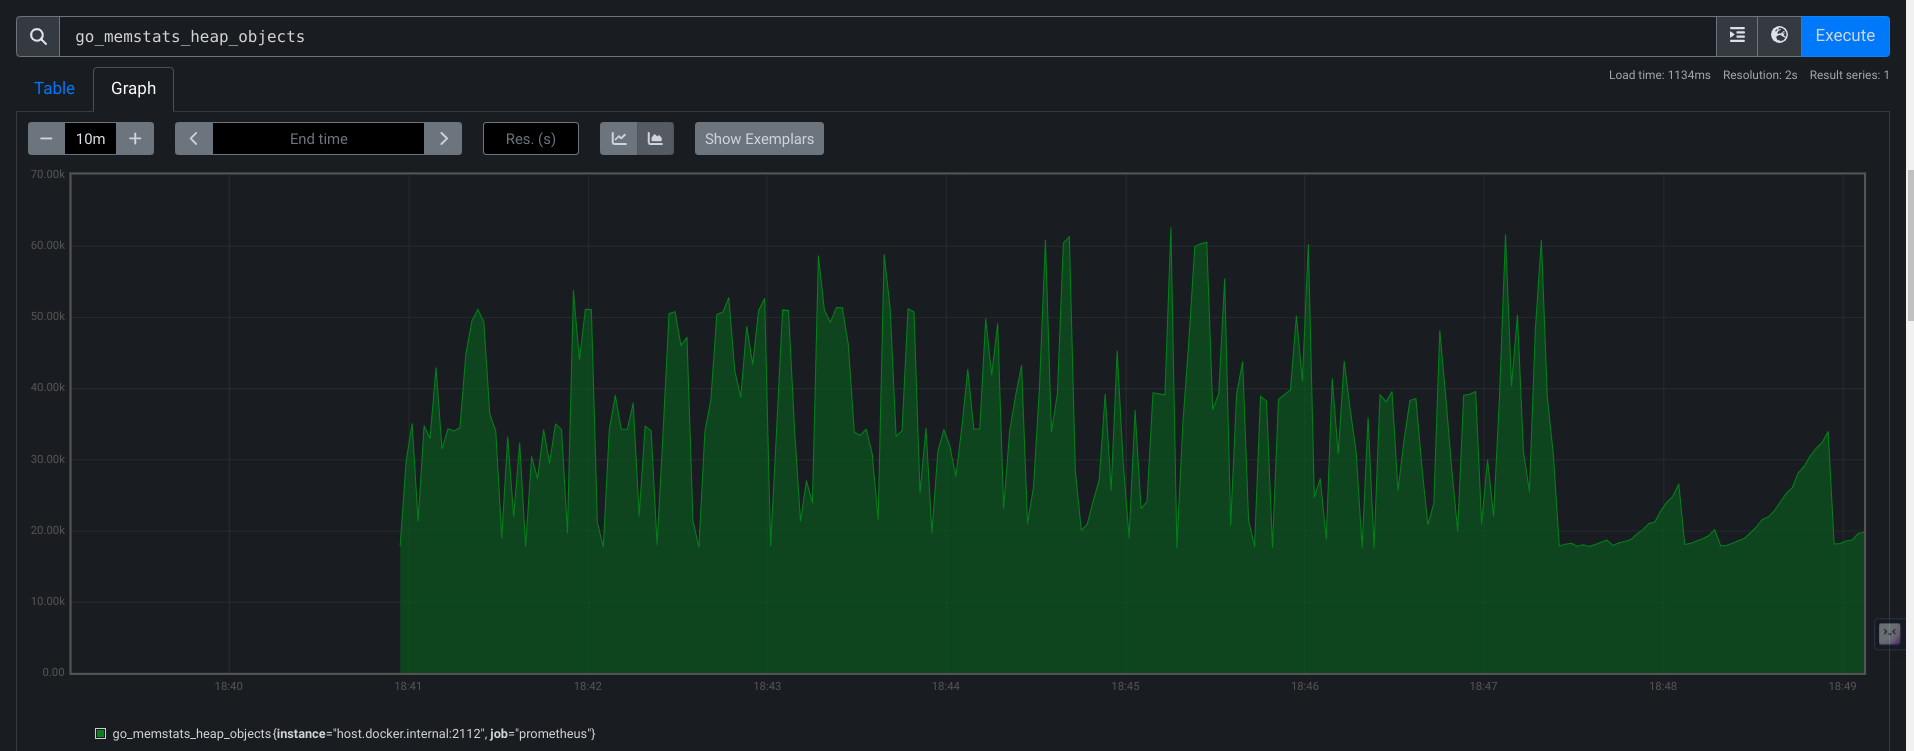 go_memstats_heap_objects
Execute
Table
Graph
Load time: 1134ms Resolution: 2s Result series: 1
10m
End time
Res. (s)
Show Exemplars
70.00k
60.00k
50.00k
40.00k
30.00k
20.00k
10.00k
0.00
18:40 18:41 18:42 18:43 18:44 18:45 18:46 18:47 18:48 18:49
go_memstats_heap_objects{instance="host.docker.internal:2112", job="prometheus"}